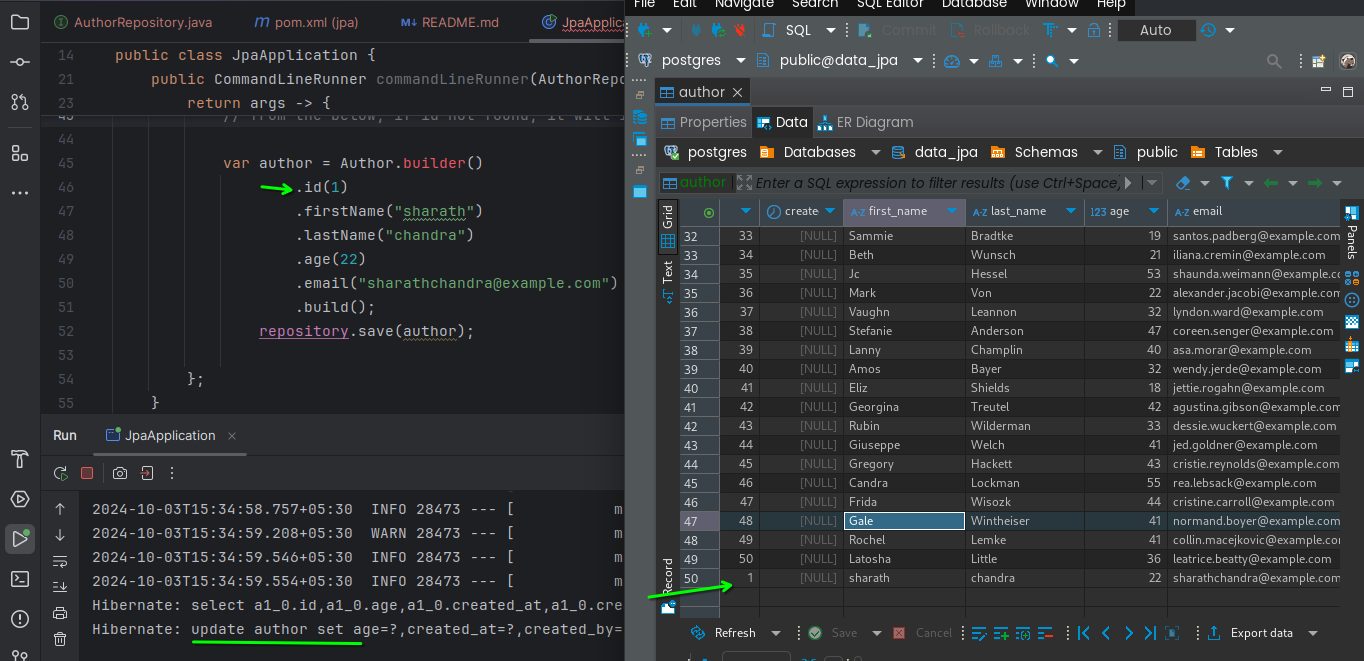 AuthorRepository.java
m pom.xml (jpa)
M↓ README.md
JpaApplica
14 public class JpaApplication {
21 public CommandLineRunner commandLineRunner(AuthorRepo
23 return args -> {
44
45 var author = Author.builder()
46 .id(1)
47 .firstName("sharath")
48 .lastName("chandra")
49 .age(22)
50 .email("sharathchandra@example.com")
51 .build();
52 repository.save(author);
53
54 };
55 }
Run JpaApplication
2024-10-03T15:34:58.757+05:30 INFO 28473 --- [ m
2024-10-03T15:34:59.208+05:30 WARN 28473 --- [ m
2024-10-03T15:34:59.546+05:30 INFO 28473 --- [ m
2024-10-03T15:34:59.554+05:30 INFO 28473 --- [ m
Hibernate: select a1_0.id,a1_0.age,a1_0.created_at,a1_0.cre
Hibernate: update author set age=?,created_at=?,created_by=
File Edit Navigate Search SQL Editor Database Window Help
SQL Commit Rollback Auto
postgres public@data_jpa
author
Properties Data ER Diagram
postgres Databases data_jpa Schemas public Tables
author Enter a SQL expression to filter results (use Ctrl+Space)
Grid
Text
Record
Panels
create A-Z first_name A-Z last_name 123 age A-Z email
32 33 [NULL] Sammie Bradtke 19 santos.padberg@example.com
33 34 [NULL] Beth Wunsch 21 iliana.cremin@example.com
34 35 [NULL] Jc Hessel 53 shaunda.weimann@example.cc
35 36 [NULL] Mark Von 22 alexander.jacobi@example.com
36 37 [NULL] Vaughn Leannon 32 lyndon.ward@example.com
37 38 [NULL] Stefanie Anderson 47 coreen.senger@example.com
38 39 [NULL] Lanny Champlin 40 asa.morar@example.com
39 40 [NULL] Amos Bayer 32 wendy.jerde@example.com
40 41 [NULL] Eliz Shields 18 jettie.rogahn@example.com
41 42 [NULL] Georgina Treutel 42 agustina.gibson@example.com
42 43 [NULL] Rubin Wilderman 33 dessie.wuckert@example.com
43 44 [NULL] Giuseppe Welch 41 jed.goldner@example.com
44 45 [NULL] Gregory Hackett 43 cristie.reynolds@example.com
45 46 [NULL] Candra Lockman 55 rea.lebsack@example.com
46 47 [NULL] Frida Wisozk 44 cristine.carroll@example.com
47 48 [NULL] Gale Wintheiser 41 normand.boyer@example.com
48 49 [NULL] Rochel Lemke 41 collin.macejkovic@example.com
49 50 [NULL] Latosha Little 36 leatrice.beatty@example.com
50 1 [NULL] sharath chandra 22 sharathchandra@example.com
Refresh Save Cancel Export data